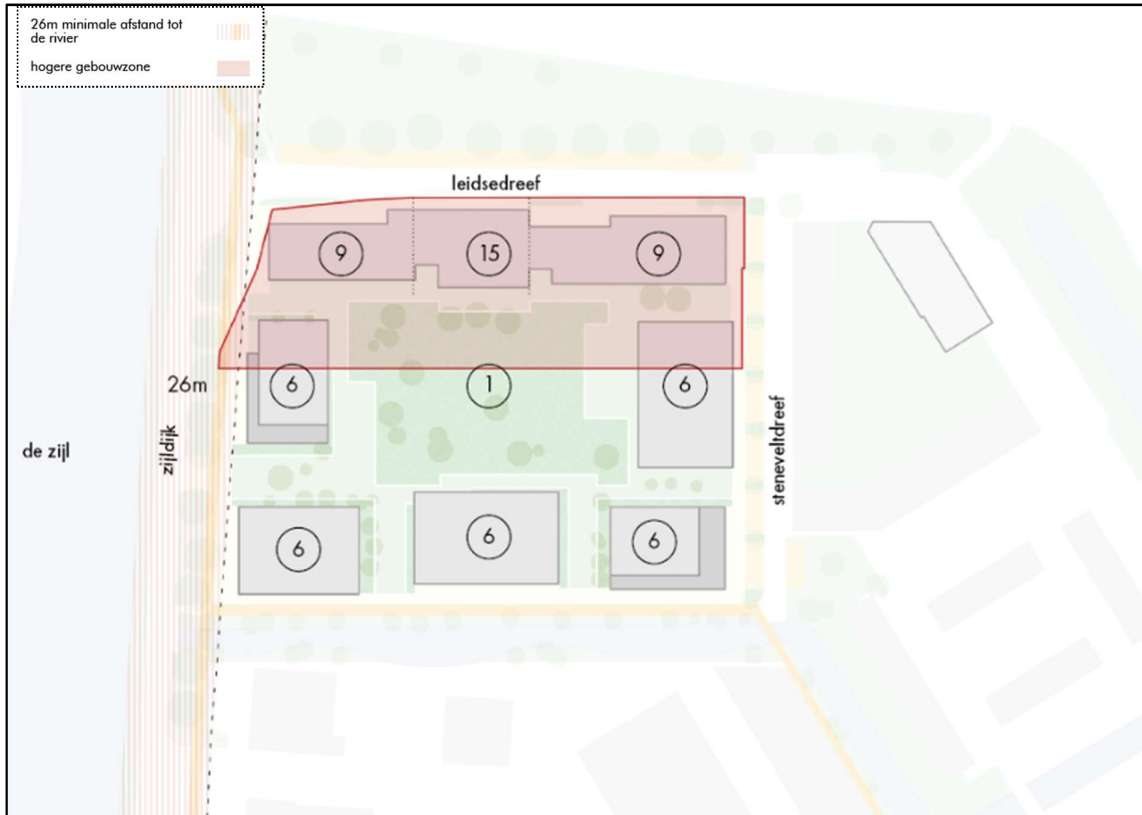 26m minimale afstand tot
de rivier
hogere gebouwzone
leidsedreef
9
15
9
26m
6
1
6
de zijl
zijldijk
steneveltdreef
6
6
6